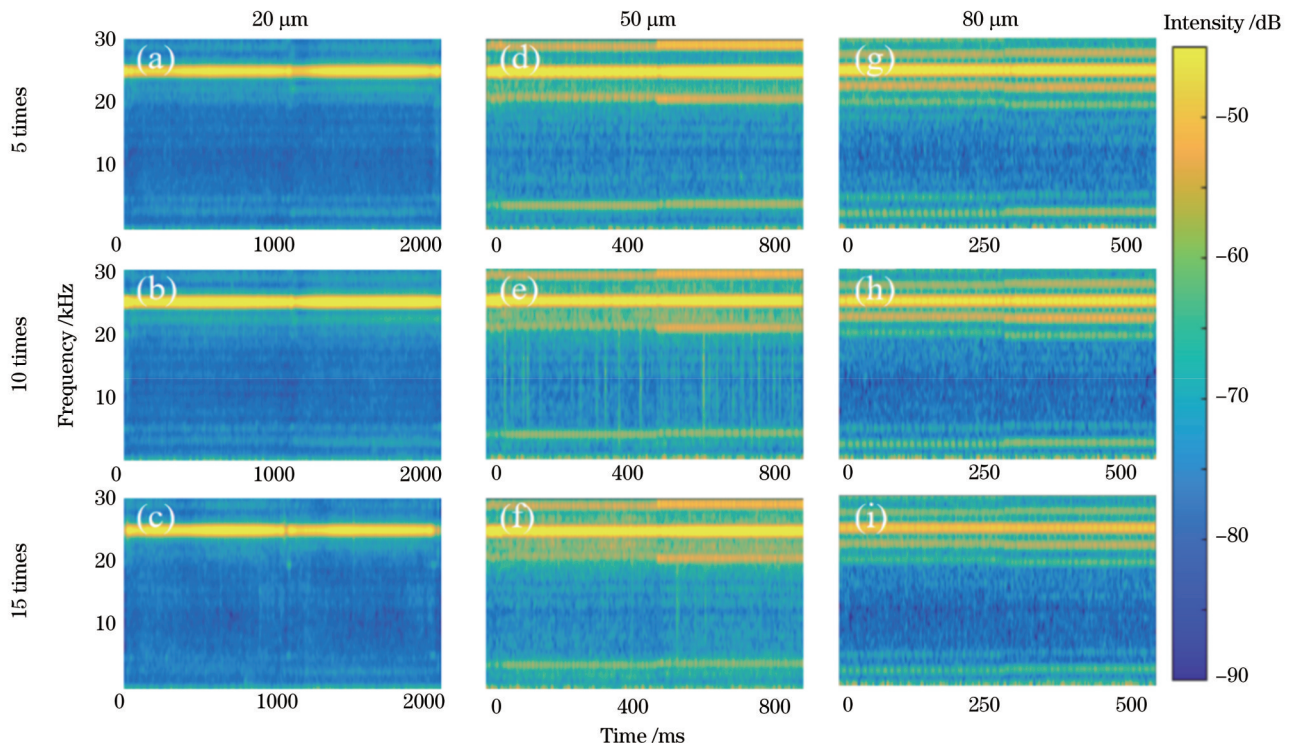 20 μm 50 μm 80 μm Intensity /dB
30 (a) (d) (g)
20
10
5 times
−50
0 1000 2000 0 400 800 0 250 500
30 (b) (e) (h)
20
10
10 times
Frequency /kHz
−60
−70
0 1000 2000 0 400 800 0 250 500
30 (c) (f) (i)
20
10
15 times
−80
−90
0 1000 2000 0 400 800 0 250 500
Time /ms